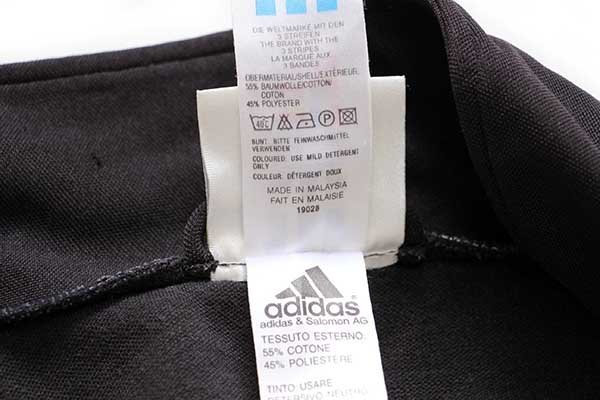 DIE WELTMARKE MIT DEN
3 STREIFEN
THE BRAND WITH THE
3 STRIPES
LA MARQUE AUX
3 BANDES
OBERMATERIAL/SHELL/EXTÉRIEUR:
55% BAUMWOLLE/COTTON/
COTON
45% POLYESTER
40°C
P
BUNT: BITTE FEINWASCHMITTEL
VERWENDEN
COLOURED: USE MILD DETERGENT
ONLY
COULEUR: DÉTERGENT DOUX
MADE IN MALAYSIA
FAIT EN MALAISIE
19028
adidas
adidas & Salomon AG
TESSUTO ESTERNO:
55% COTONE
45% POLIESTERE
TINTO USARE
DETERSIVO NEUTRO